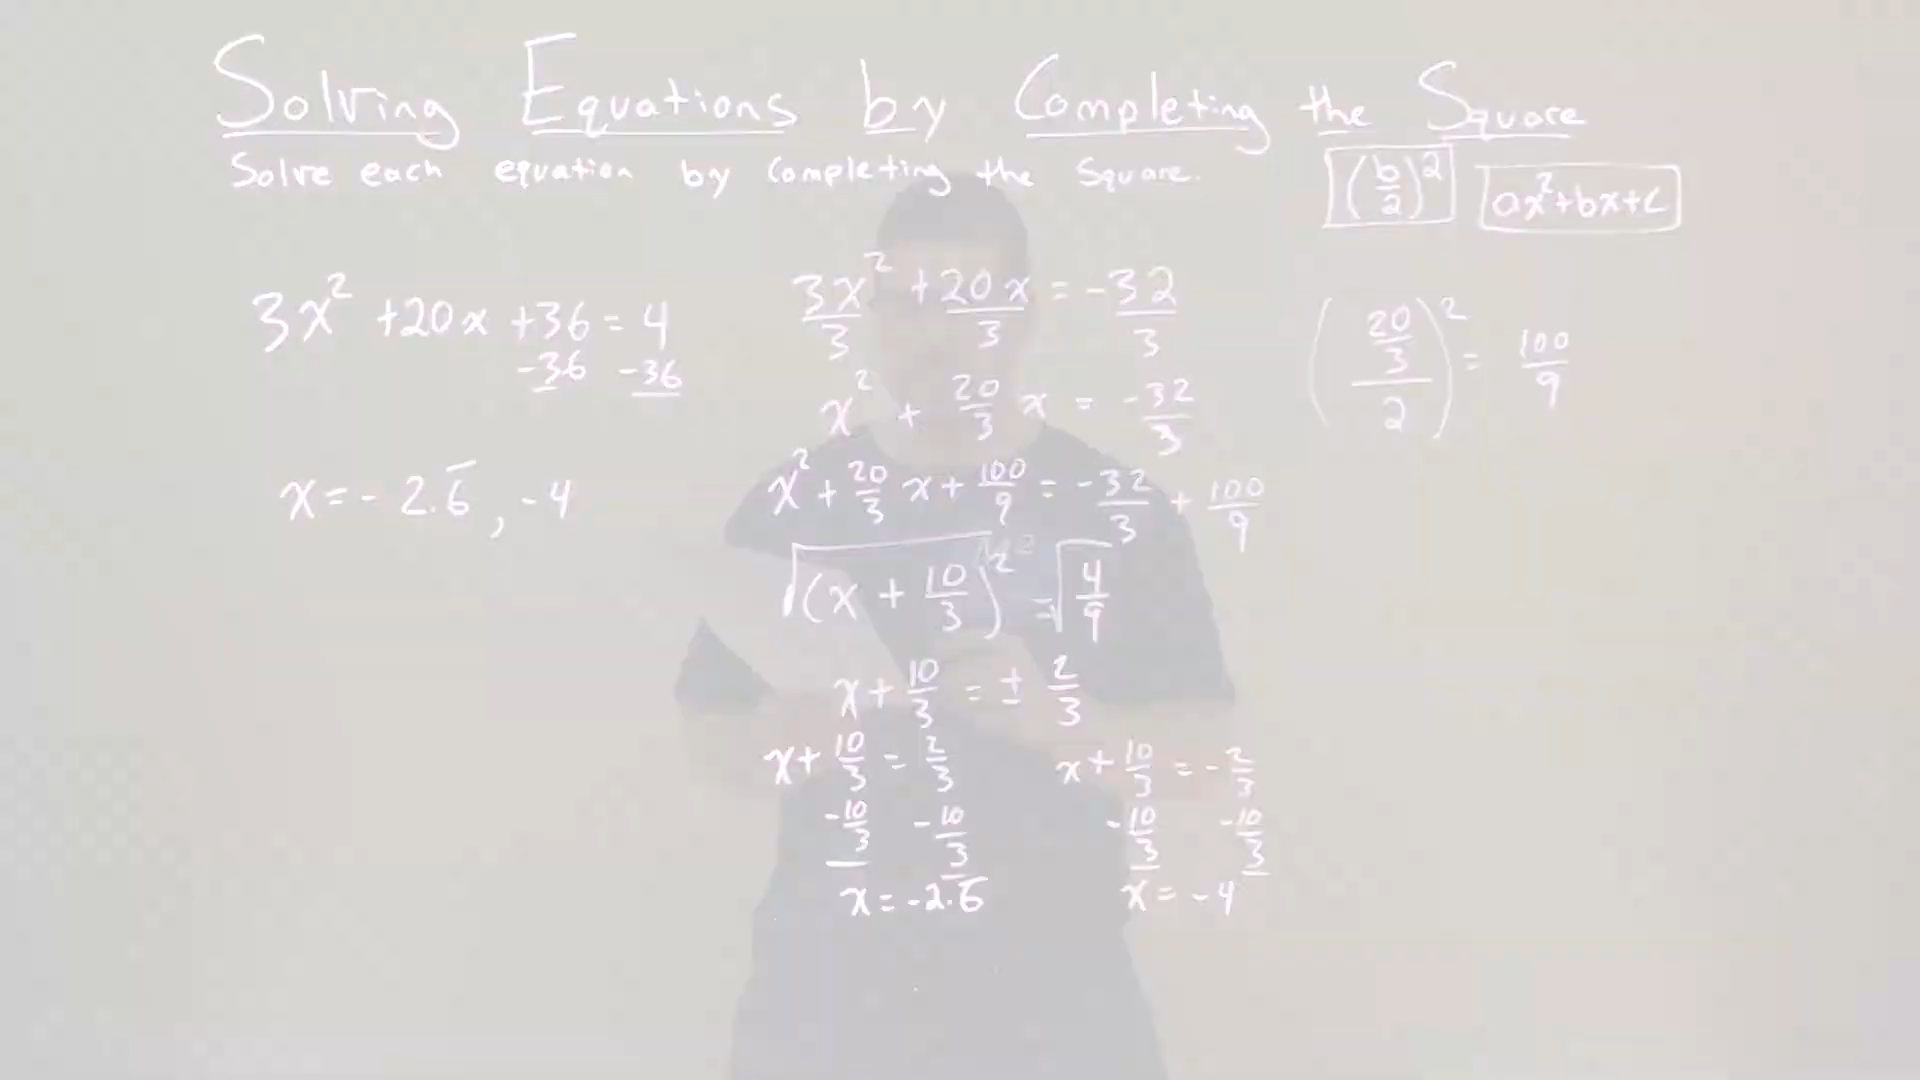 Solving Equations by Completing the Square
Solve each equation by Completing the Square.
(b/2)²
ax²+bx+c
3x² +20x +36 = 4
-36 -36
x = -2.6̅, -4
3x²/3 + 20x/3 = -32/3
x² + 20/3 x = -32/3
x² + 20/3 x + 100/9 = -32/3 + 100/9
√(x + 10/3)² = √4/9
x + 10/3 = ± 2/3
x + 10/3 = 2/3
-10/3 -10/3
x = -2.6̅
x + 10/3 = -2/3
-10/3 -10/3
x = -4
(20/3 / 2)² = 100/9